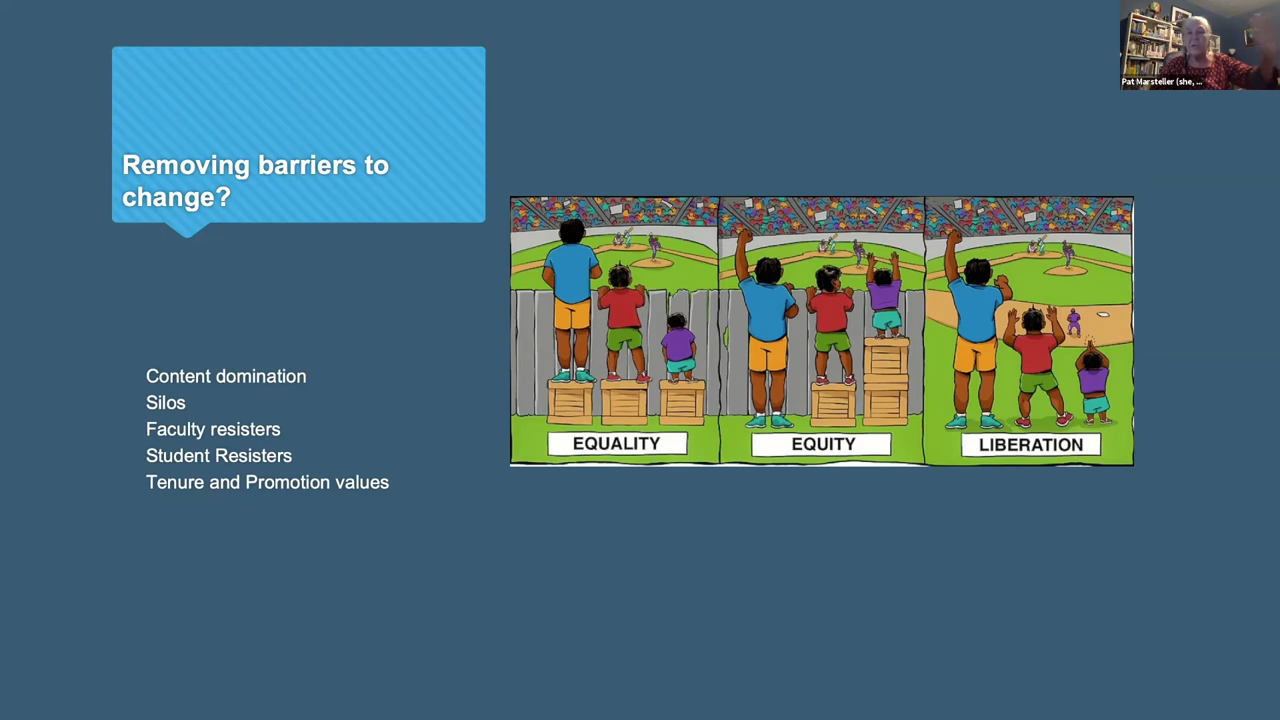 Pat Marsteller (she, ...
Removing barriers to
change?
Content domination
Silos
Faculty resisters
Student Resisters
Tenure and Promotion values
EQUALITY
EQUITY
LIBERATION